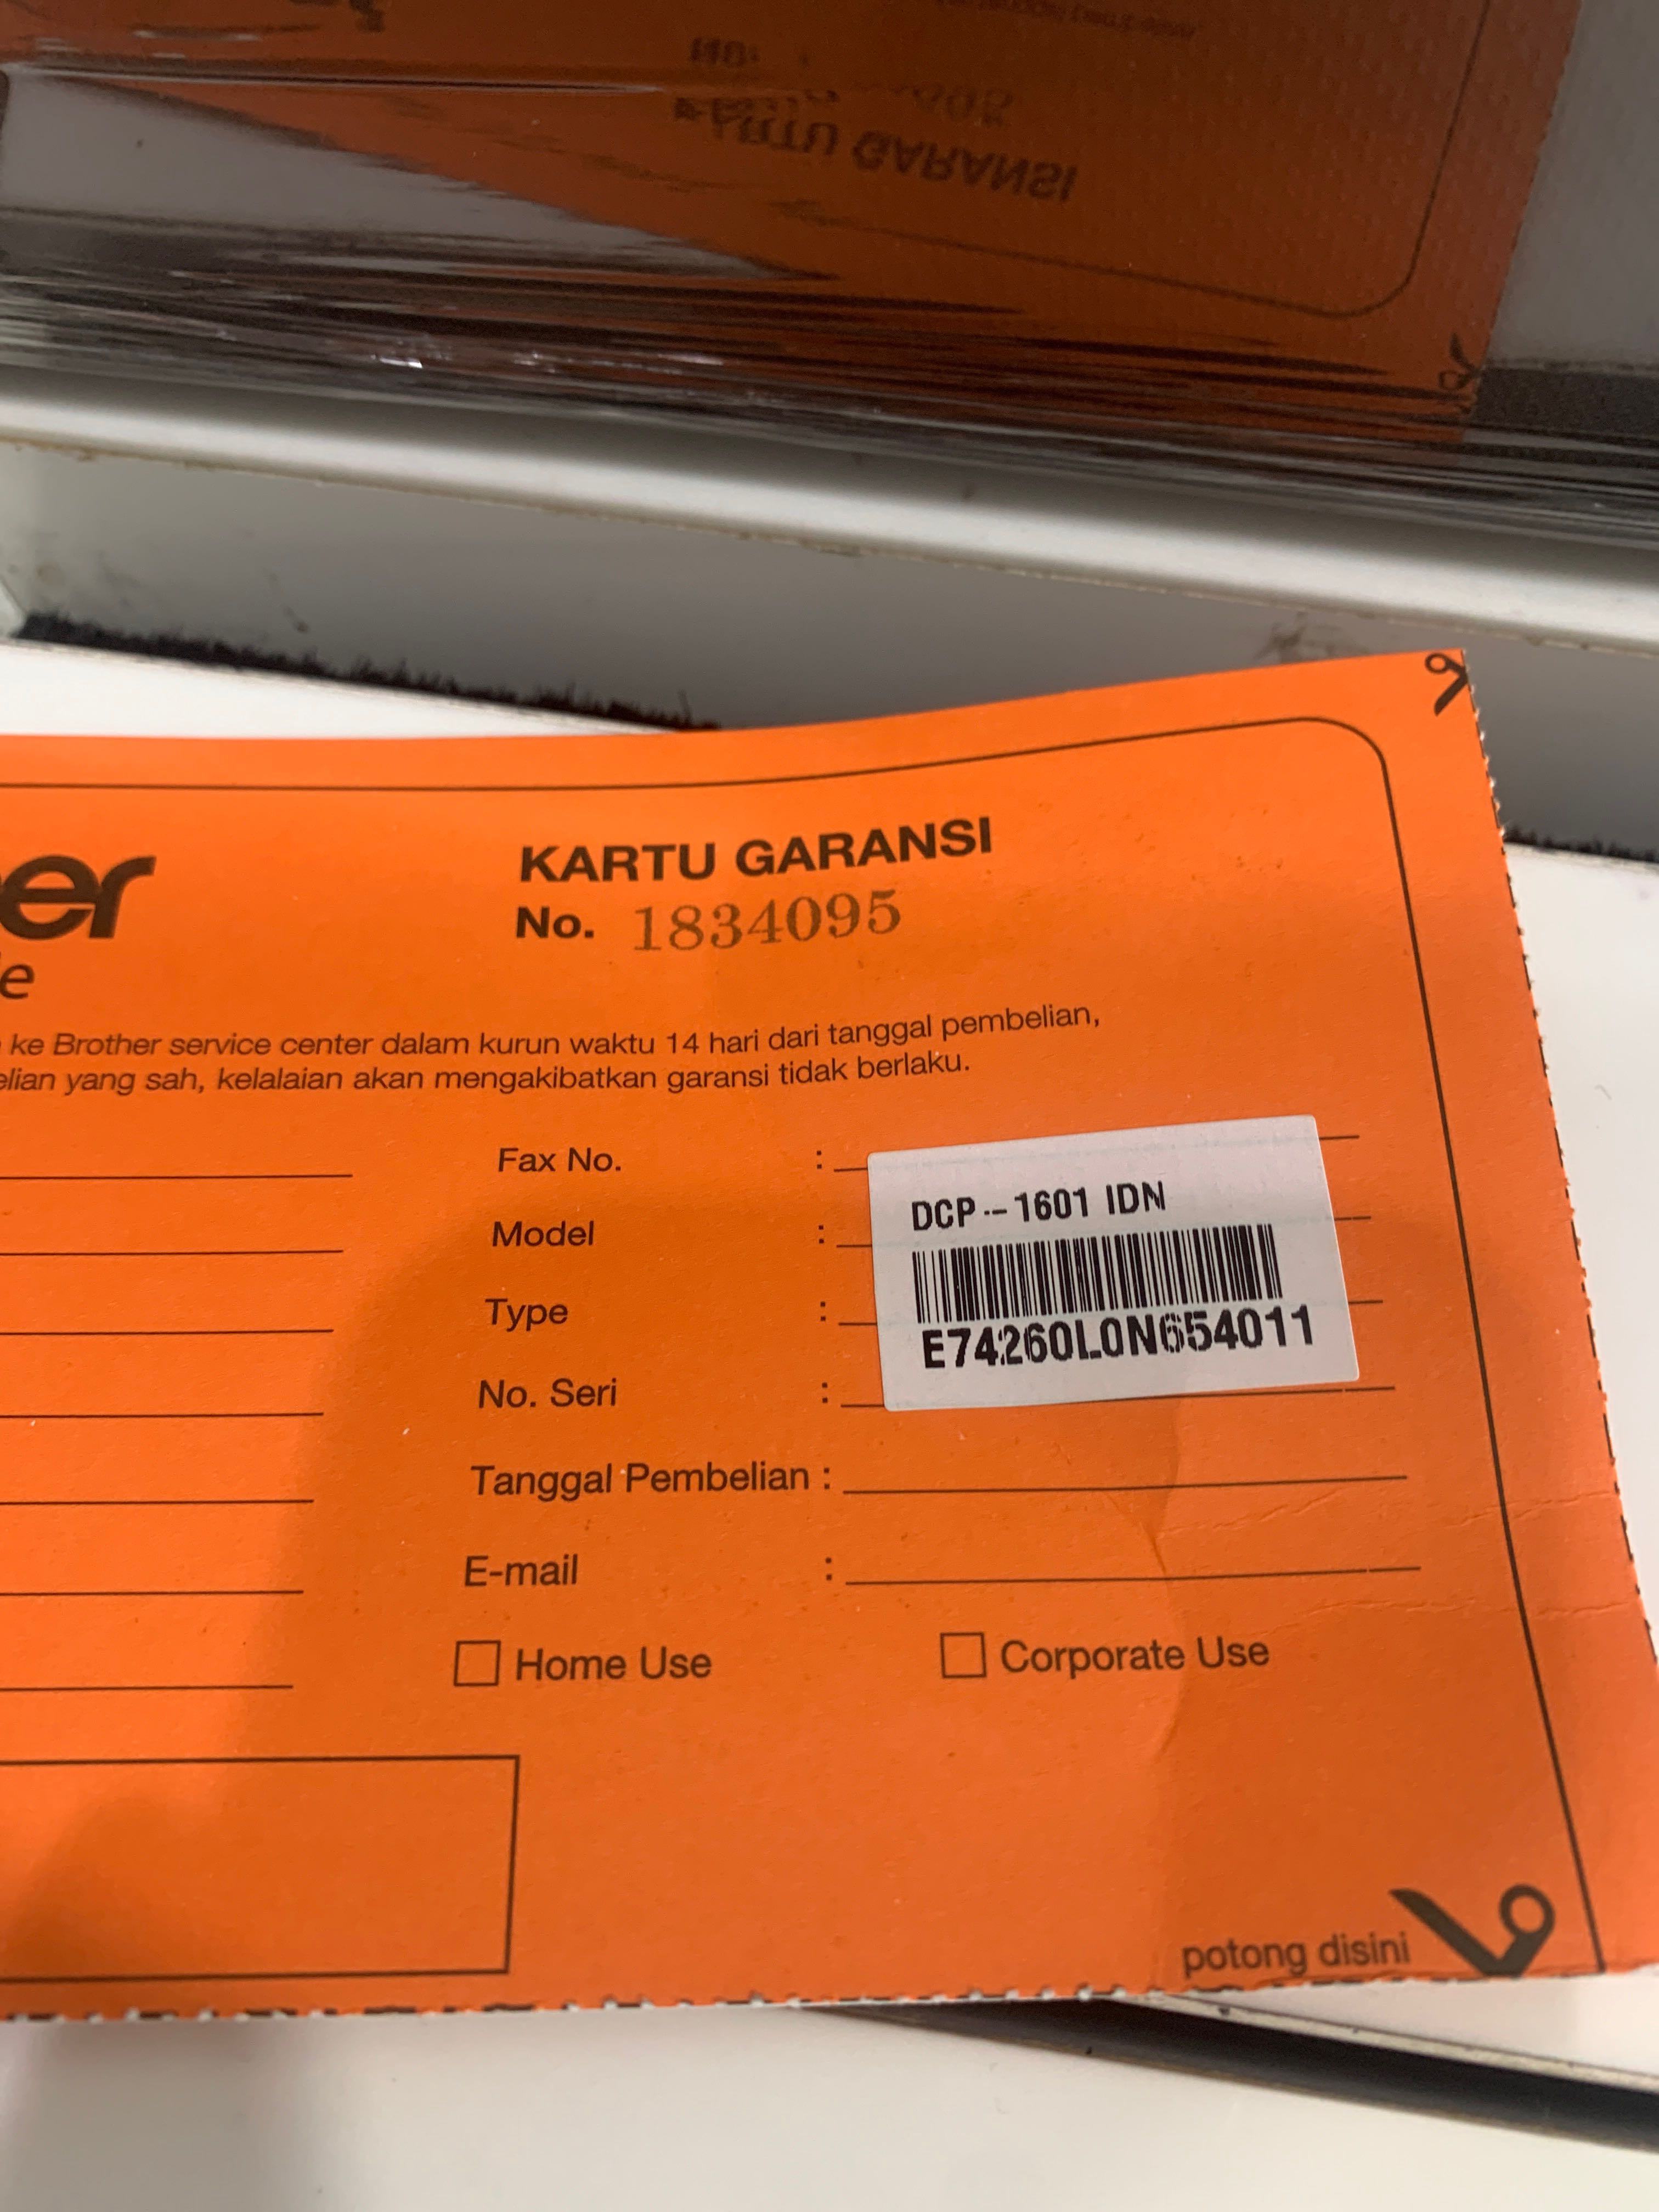 KARTU GARANSI
No. 1834095
ke Brother service center dalam kurun waktu 14 hari dari tanggal pembelian,
elian yang sah, kelalaian akan mengakibatkan garansi tidak berlaku.
Fax No. :
Model :
Type :
No. Seri :
DCP-1601 IDN
E74260L0N654011
Tanggal Pembelian :
E-mail :
Home Use
Corporate Use
potong disini